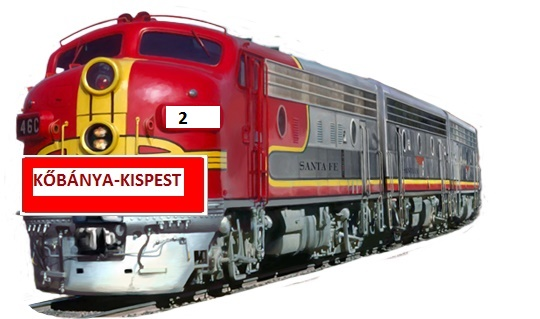 46C
2
KŐBÁNYA-KISPEST
SANTA FE